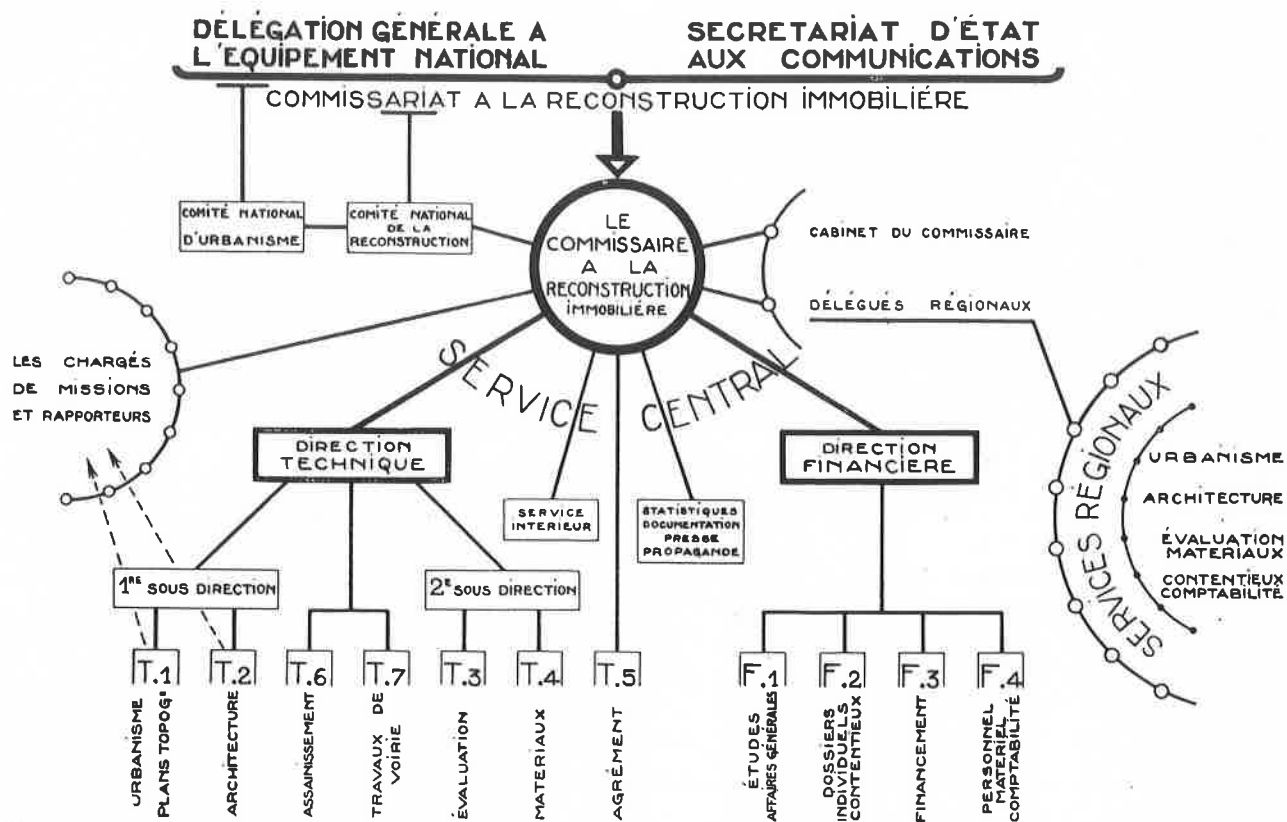 DÉLÉGATION GÉNÉRALE A
L'EQUIPEMENT NATIONAL
SECRETARIAT D'ÉTAT
AUX COMMUNICATIONS
COMMISSARIAT A LA RECONSTRUCTION IMMOBILIÉRE
COMITÉ NATIONAL
D'URBANISME
COMITÉ NATIONAL
DE LA
RECONSTRUCTION
LE
COMMISSAIRE
A LA
RECONSTRUCTION
IMMOBILIÉRE
CABINET DU COMMISSAIRE
DÉLÉGUÉS RÉGIONAUX
LES CHARGÉS
DE MISSIONS
ET RAPPORTEURS
SERVICE CENTRAL
DIRECTION
TECHNIQUE
DIRECTION
FINANCIERE
SERVICE
INTERIEUR
STATISTIQUES
DOCUMENTATION
PRESSE
PROPAGANDE
SERVICES RÉGIONAUX
URBANISME
ARCHITECTURE
ÉVALUATION
MATERIAUX
CONTENTIEUX
COMPTABILITÉ
1RE SOUS DIRECTION
2E SOUS DIRECTION
T.1
URBANISME
PLANS TOPOGS
T.2
ARCHITECTURE
T.6
ASSAINISSEMENT
T.7
TRAVAUX DE
VOIRIE
T.3
ÉVALUATION
T.4
MATERIAUX
T.5
AGRÉMENT
F.1
ÉTUDES
AFFAIRES GÉNÉRALES
F.2
DOSSIERS
INDIVIDUELS
CONTENTIEUX
F.3
FINANCEMENT
F.4
PERSONNEL
MATERIEL
COMPTABILITÉ